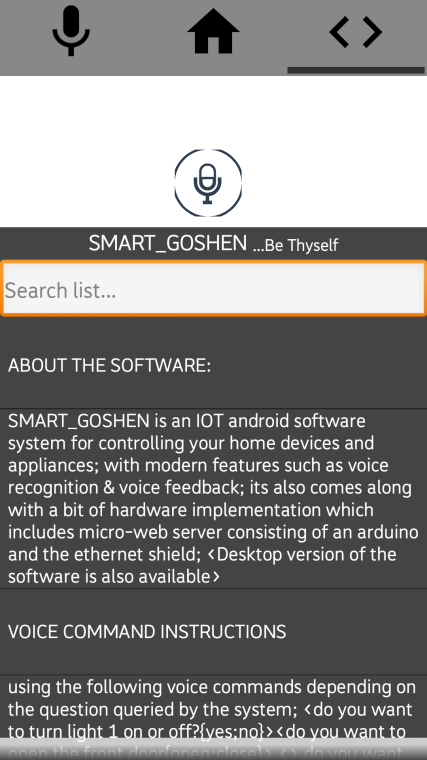 SMART_GOSHEN ...Be Thyself
Search list...
ABOUT THE SOFTWARE:
SMART_GOSHEN is an IOT android software
system for controlling your home devices and
appliances; with modern features such as voice
recognition & voice feedback; its also comes along
with a bit of hardware implementation which
includes micro-web server consisting of an arduino
and the ethernet shield; <Desktop version of the
software is also available>
VOICE COMMAND INSTRUCTIONS
using the following voice commands depending on
the question queried by the system; <do you want
to turn light 1 on or off?{yes;no}><do you want to
open the front door{open;close}> <> do you want